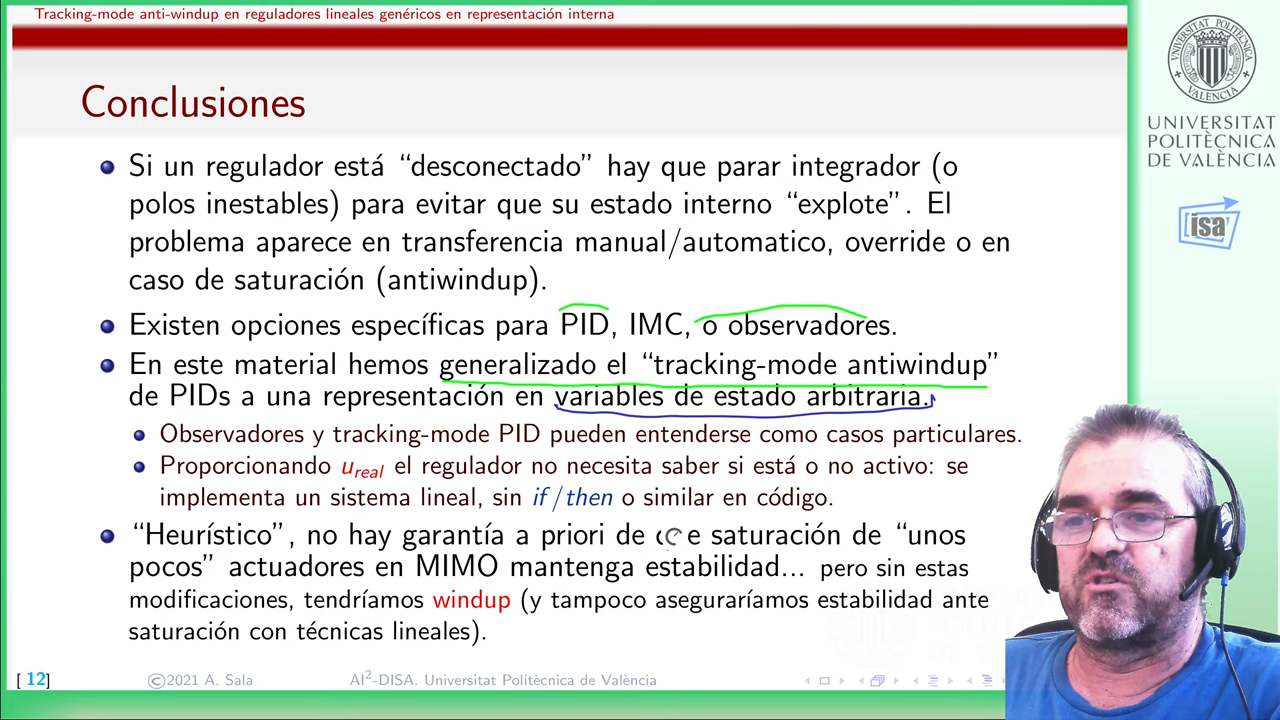 Tracking-mode anti-windup en reguladores lineales genéricos en representación interna
Conclusiones
Si un regulador está “desconectado” hay que parar integrador (o
polos inestables) para evitar que su estado interno “explote”. El
problema aparece en transferencia manual/automatico, override o en
caso de saturación (antiwindup).
Existen opciones específicas para PID, IMC, o observadores.
En este material hemos generalizado el “tracking-mode antiwindup”
de PIDs a una representación en variables de estado arbitraria.
Observadores y tracking-mode PID pueden entenderse como casos particulares.
Proporcionando u_real el regulador no necesita saber si está o no activo: se
implementa un sistema lineal, sin if/then o similar en código.
“Heurístico”, no hay garantía a priori de saturación de “unos
pocos” actuadores en MIMO mantenga estabilidad... pero sin estas
modificaciones, tendríamos windup (y tampoco aseguraríamos estabilidad ante
saturación con técnicas lineales).
[ 12]
©2021 A. Sala
AI²-DISA. Universitat Politècnica de València
UNIVERSITAT
POLITÈCNICA
DE VALÈNCIA
isa